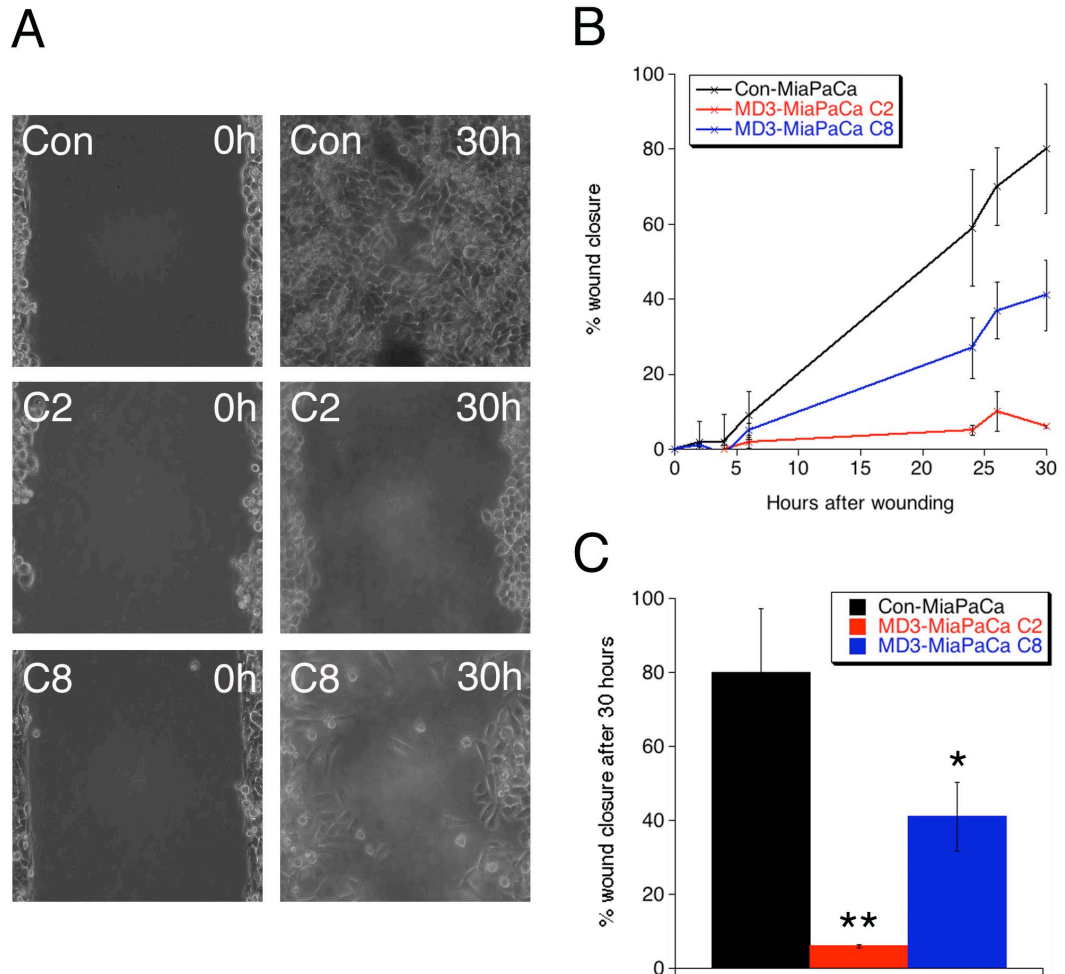 A
Con 0h
Con 30h
C2 0h
C2 30h
C8 0h
C8 30h
B
100
80
60
40
20
0
% wound closure
Con-MiaPaCa
MD3-MiaPaCa C2
MD3-MiaPaCa C8
0 5 10 15 20 25 30
Hours after wounding
C
100
80
60
40
20
0
% wound closure after 30 hours
Con-MiaPaCa
MD3-MiaPaCa C2
MD3-MiaPaCa C8
**
*